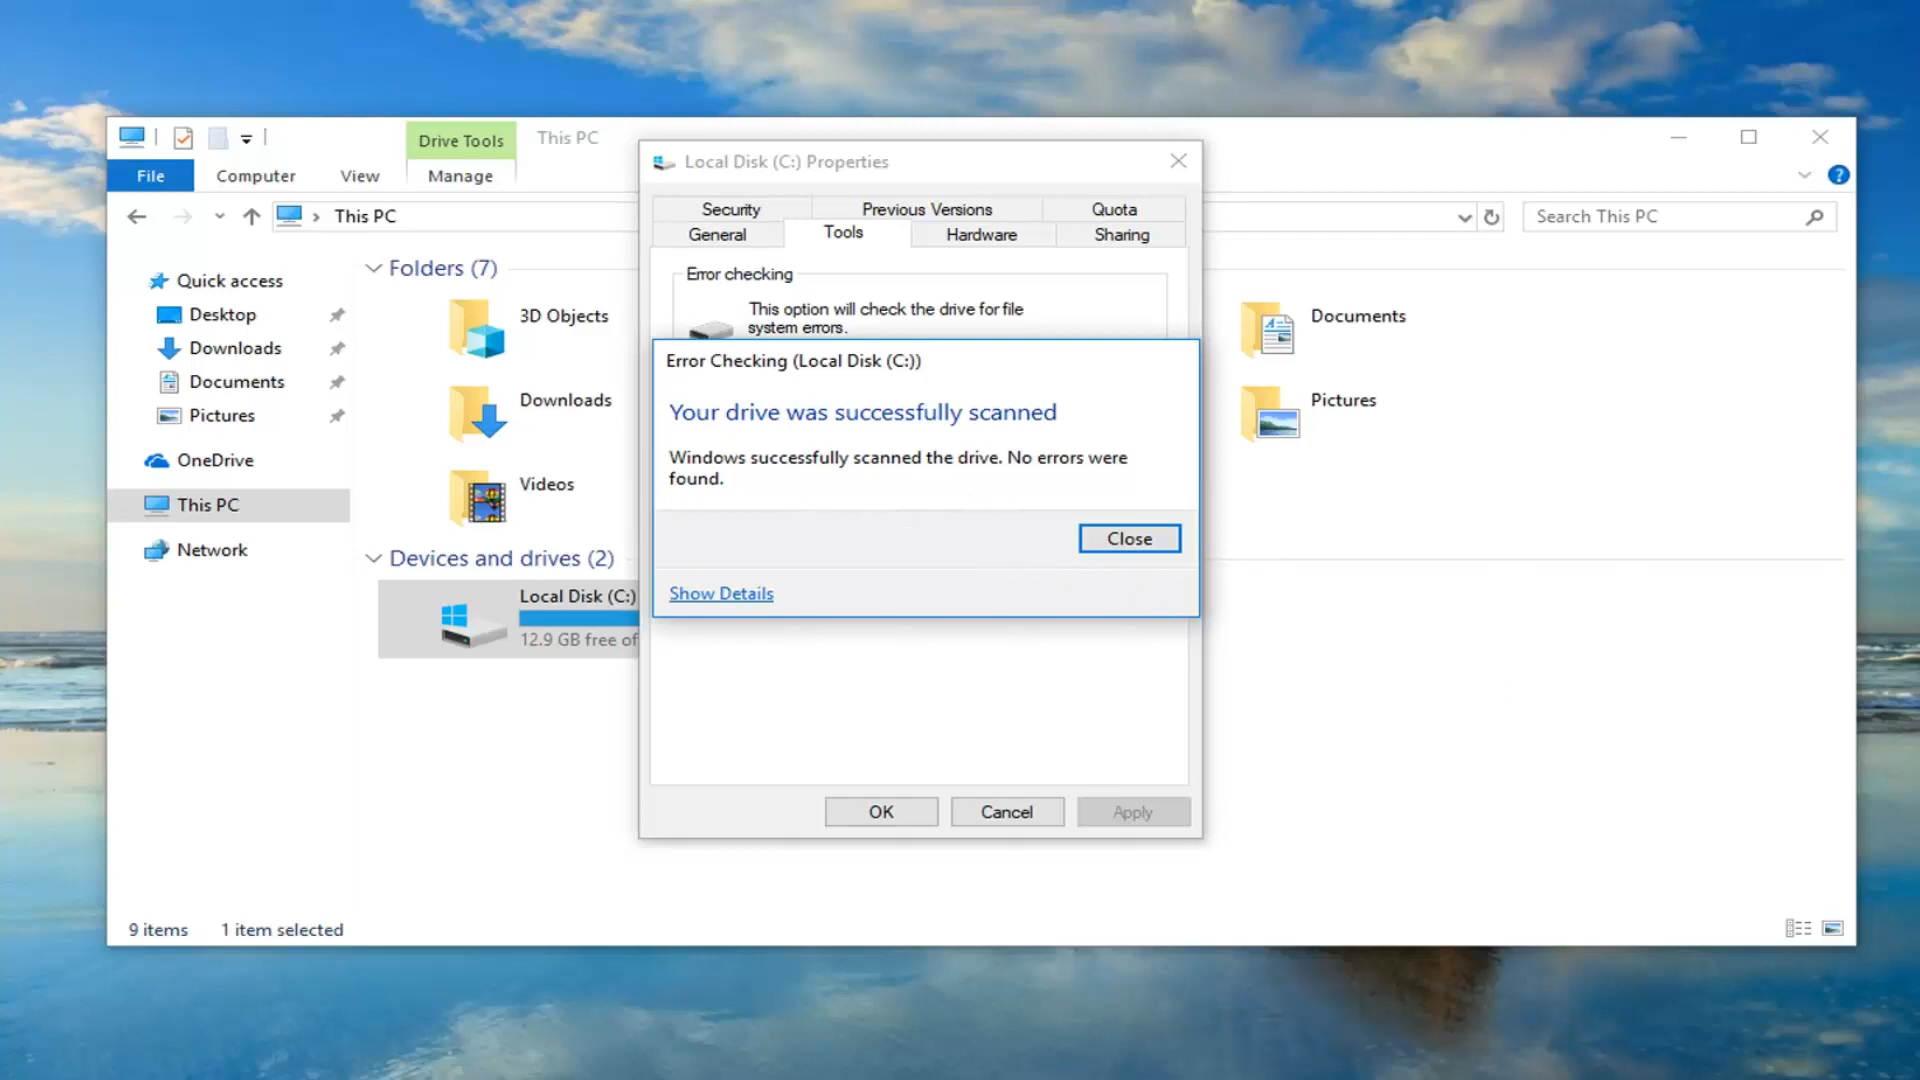 Drive Tools
This PC
File
Computer
View
Manage
This PC
Search This PC
Quick access
Desktop
Downloads
Documents
Pictures
OneDrive
This PC
Network
Folders (7)
3D Objects
Documents
Downloads
Pictures
Videos
Devices and drives (2)
Local Disk (C:)
12.9 GB free of
Local Disk (C:) Properties
Security
Previous Versions
Quota
General
Tools
Hardware
Sharing
Error checking
This option will check the drive for file
system errors.
Error Checking (Local Disk (C:))
Your drive was successfully scanned
Windows successfully scanned the drive. No errors were
found.
Close
Show Details
OK
Cancel
Apply
9 items
1 item selected